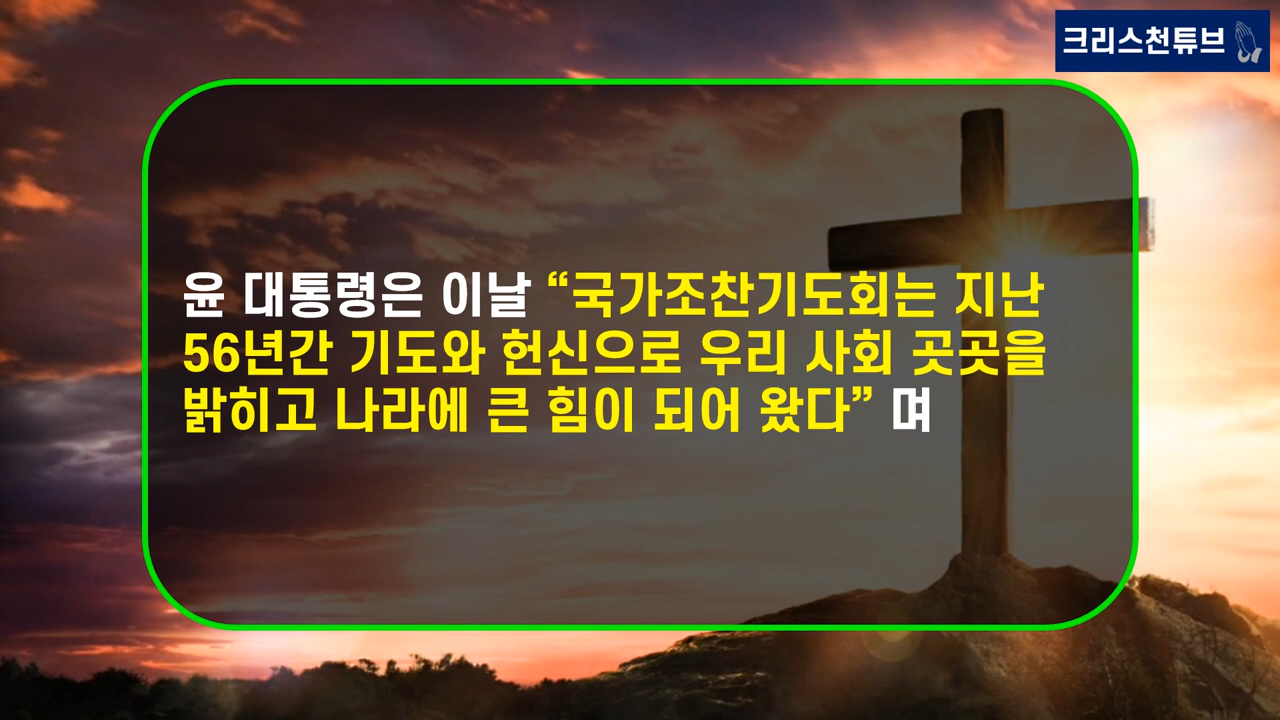 크리스천튜브
윤 대통령은 이날 “국가조찬기도회는 지난
56년간 기도와 헌신으로 우리 사회 곳곳을
밝히고 나라에 큰 힘이 되어 왔다” 며